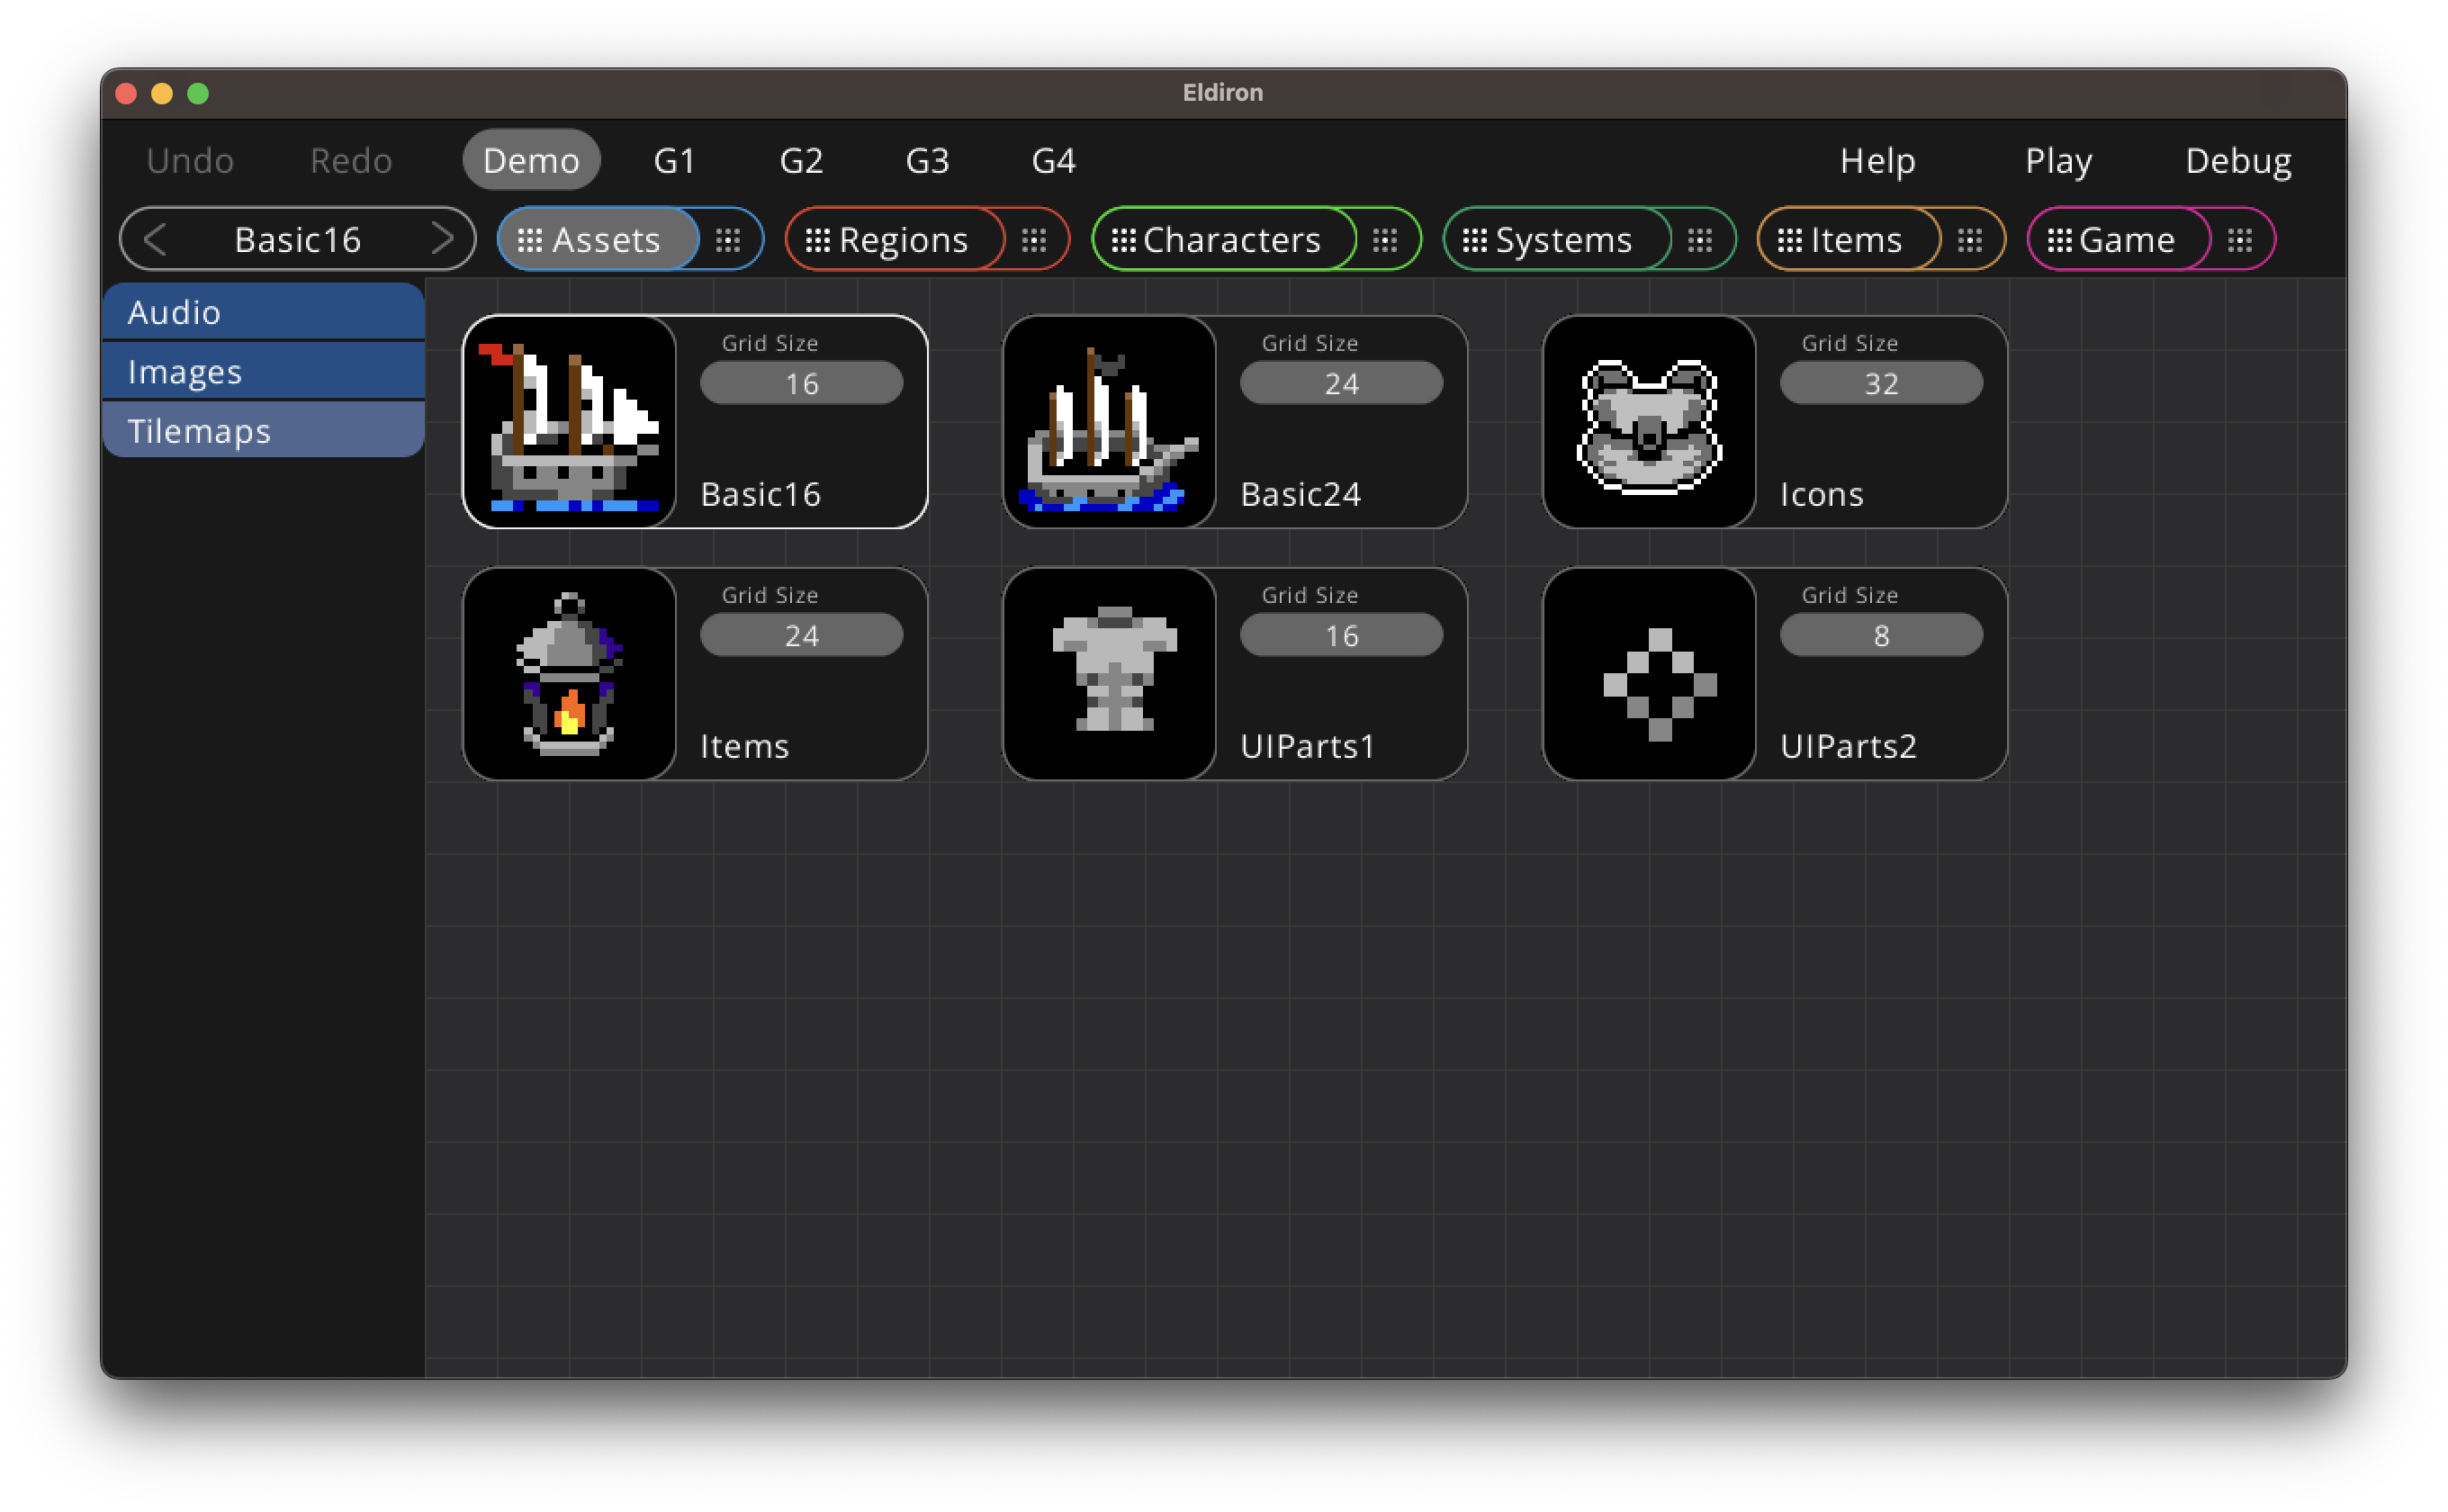 Eldiron
Undo Redo Demo G1 G2 G3 G4 Help Play Debug
Basic16 Assets Regions Characters Systems Items Game
Audio
Images
Tilemaps
Grid Size
16
Basic16
Grid Size
24
Basic24
Grid Size
32
Icons
Grid Size
24
Items
Grid Size
16
UIParts1
Grid Size
8
UIParts2